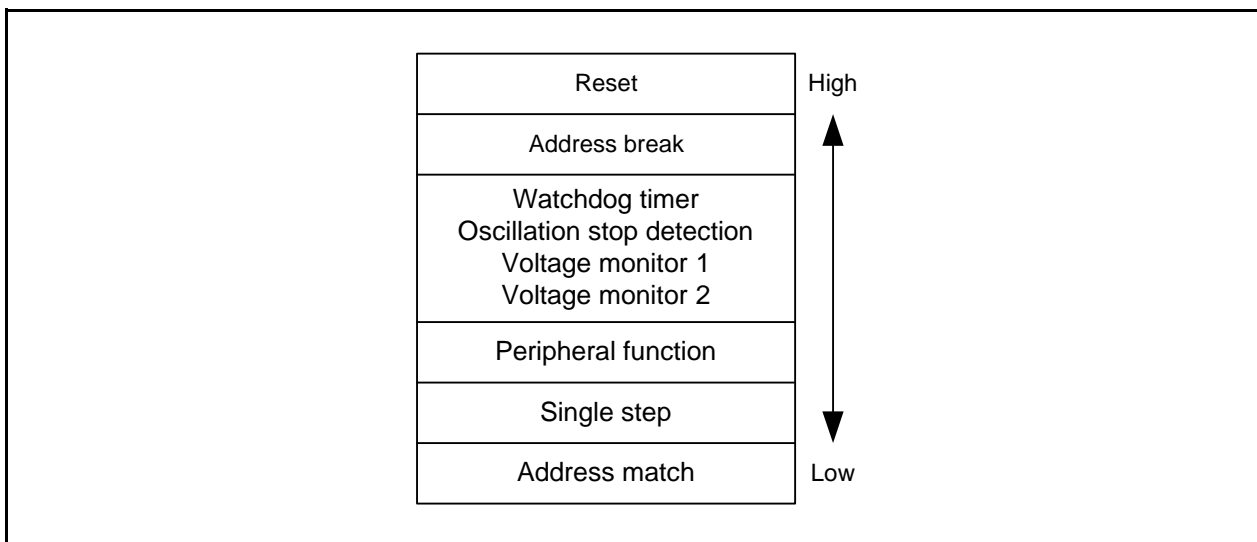 Reset
High
Address break
Watchdog timer
Oscillation stop detection
Voltage monitor 1
Voltage monitor 2
Peripheral function
Single step
Address match
Low